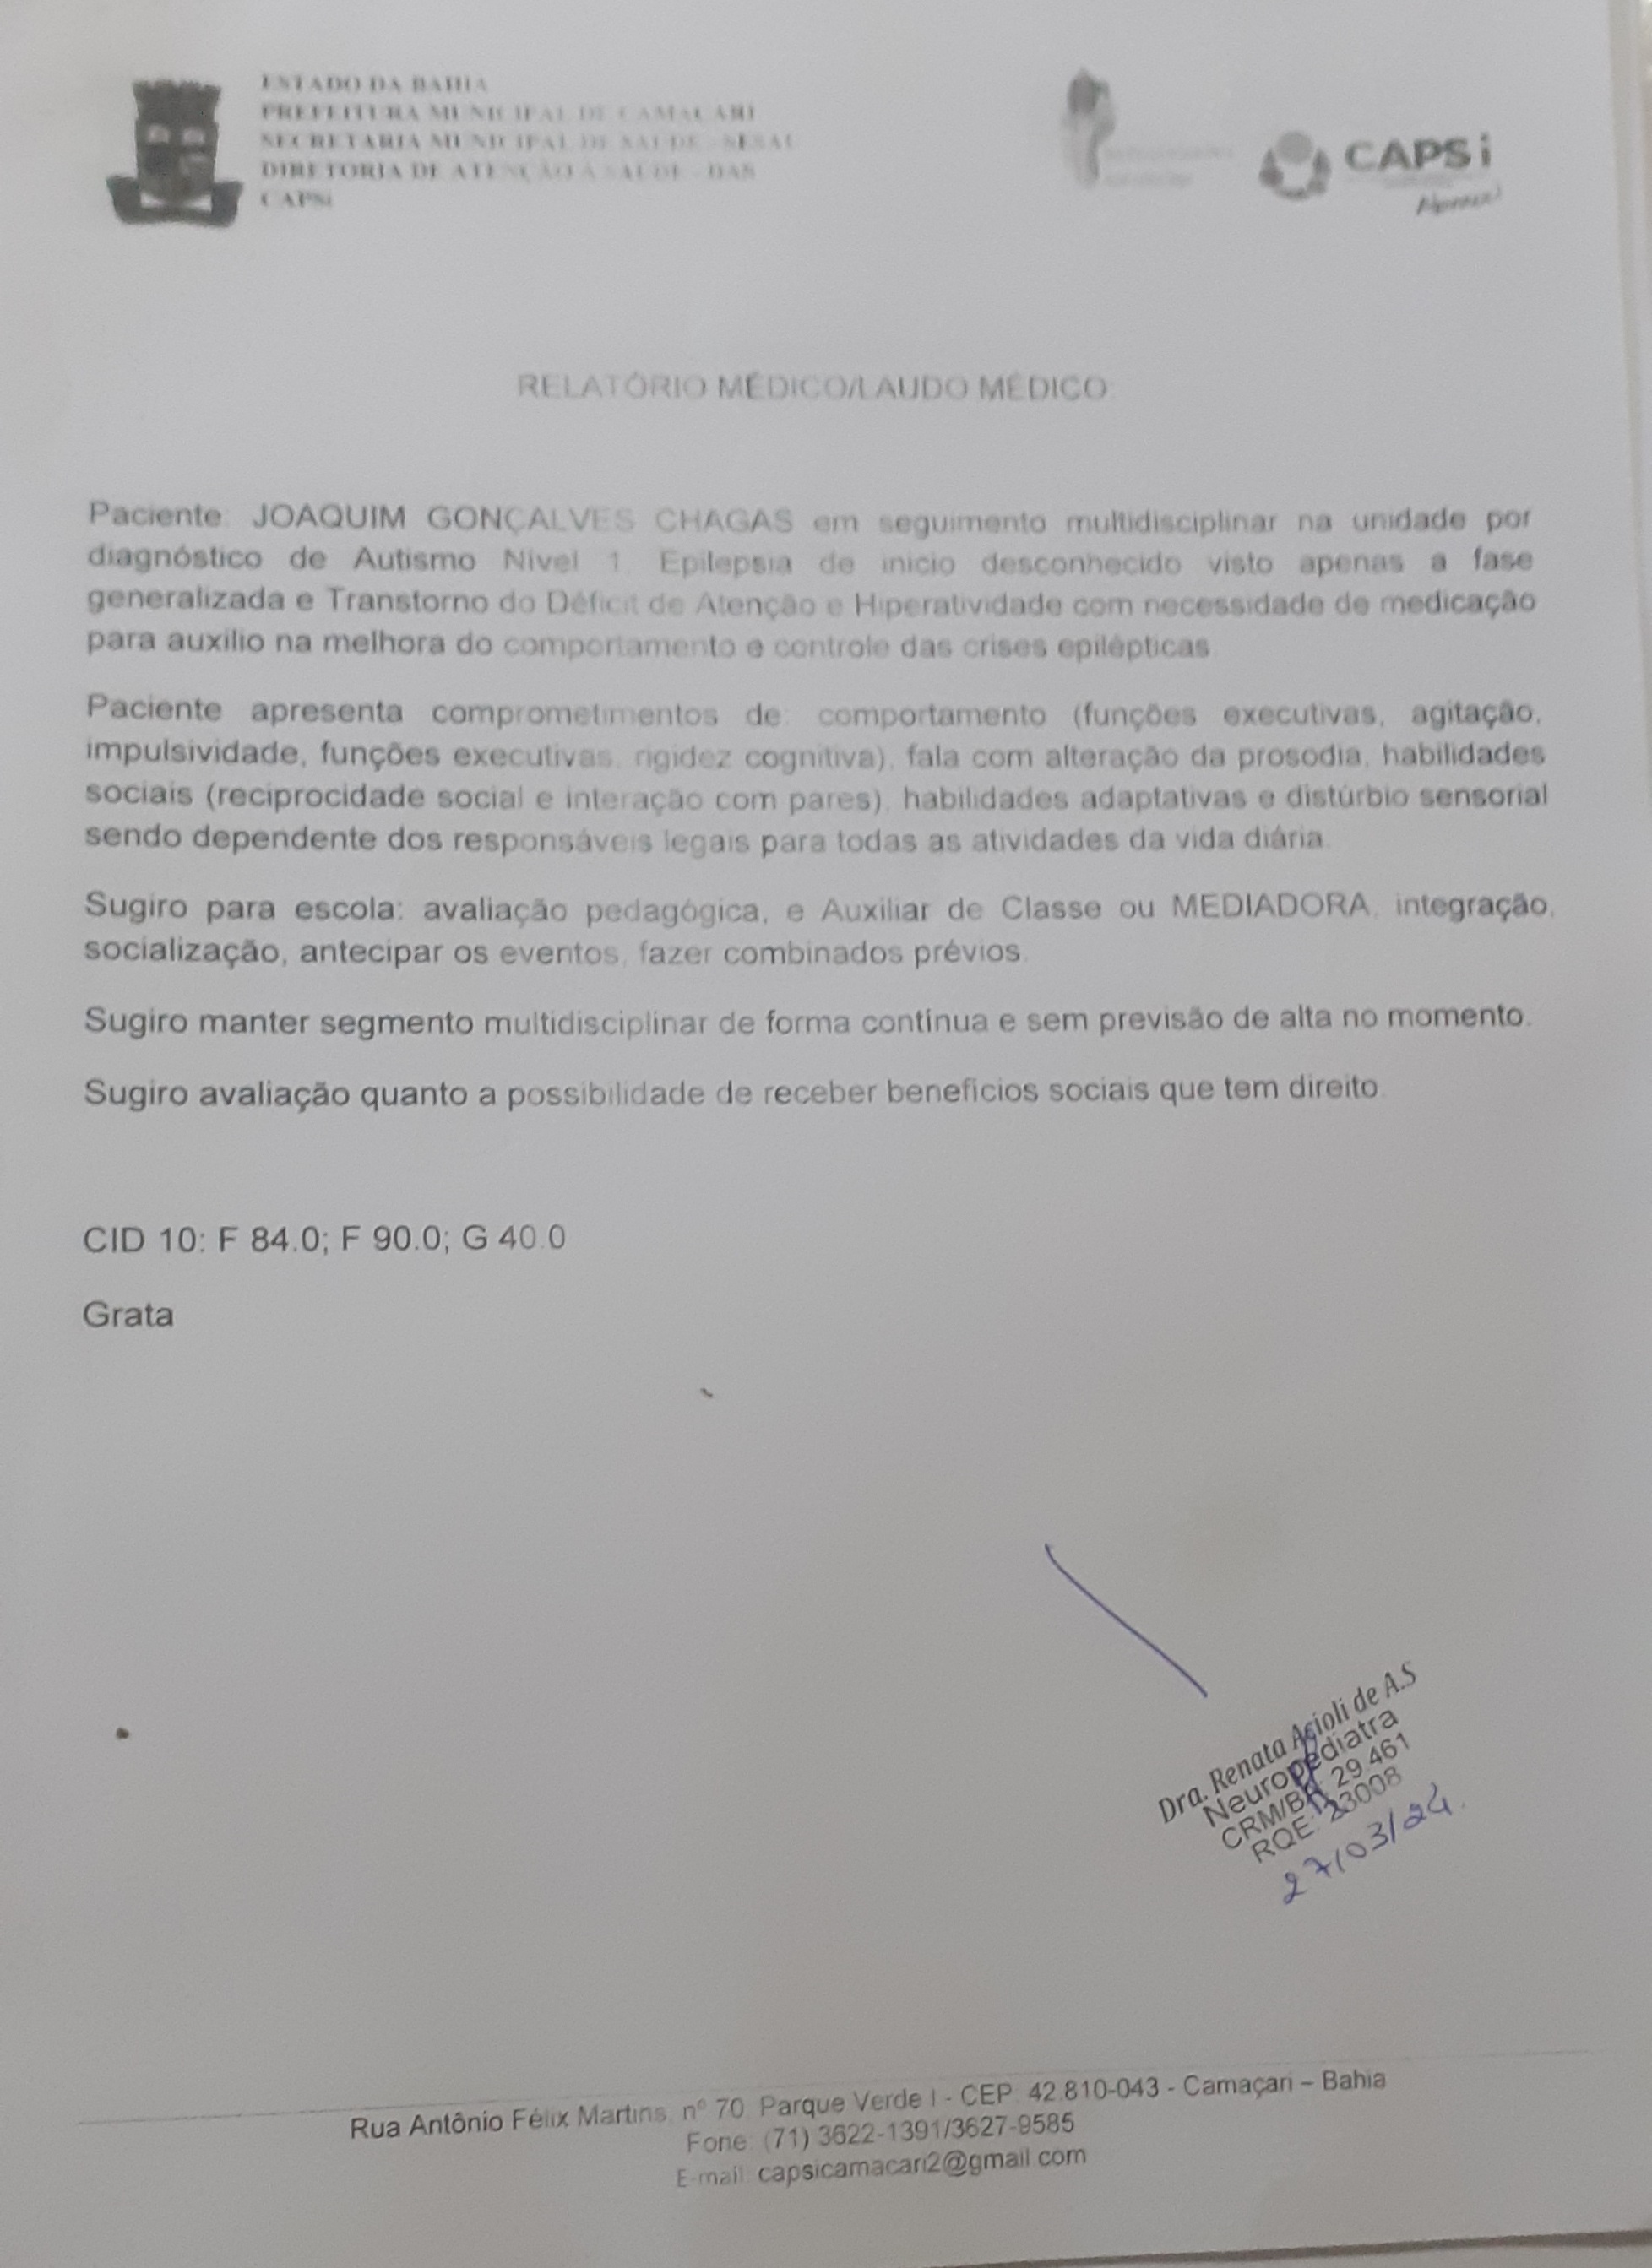 ESTADO DA BAHIA
PREFEITURA MUNICIPAL DE CAMAÇARI
SECRETARIA MUNICIPAL DE SAÚDE - SESAU
DIRETORIA DE ATENÇÃO À SAÚDE - DAS
CAPSi
CAPS i
RELATÓRIO MÉDICO/LAUDO MÉDICO:
Paciente: JOAQUIM GONÇALVES CHAGAS em seguimento multidisciplinar na unidade por
diagnóstico de Autismo Nível 1, Epilepsia de inicio desconhecido visto apenas a fase
generalizada e Transtorno do Déficit de Atenção e Hiperatividade com necessidade de medicação
para auxílio na melhora do comportamento e controle das crises epilépticas.
Paciente apresenta comprometimentos de: comportamento (funções executivas, agitação,
impulsividade, funções executivas, rigidez cognitiva), fala com alteração da prosodia, habilidades
sociais (reciprocidade social e interação com pares), habilidades adaptativas e distúrbio sensorial
sendo dependente dos responsáveis legais para todas as atividades da vida diária.
Sugiro para escola: avaliação pedagógica, e Auxiliar de Classe ou MEDIADORA, integração,
socialização, antecipar os eventos, fazer combinados prévios.
Sugiro manter segmento multidisciplinar de forma contínua e sem previsão de alta no momento.
Sugiro avaliação quanto a possibilidade de receber beneficios sociais que tem direito.
CID 10: F 84.0; F 90.0; G 40.0
Grata
Dra. Renata Acioli de A.S
Neuropediatra
CRM/BA: 29.461
RQE: 23008
27/03/24.
Rua Antônio Félix Martins, nº 70, Parque Verde I - CEP. 42.810-043 - Camaçari – Bahia
Fone: (71) 3622-1391/3627-9585
E-mail: capsicamacari2@gmail.com